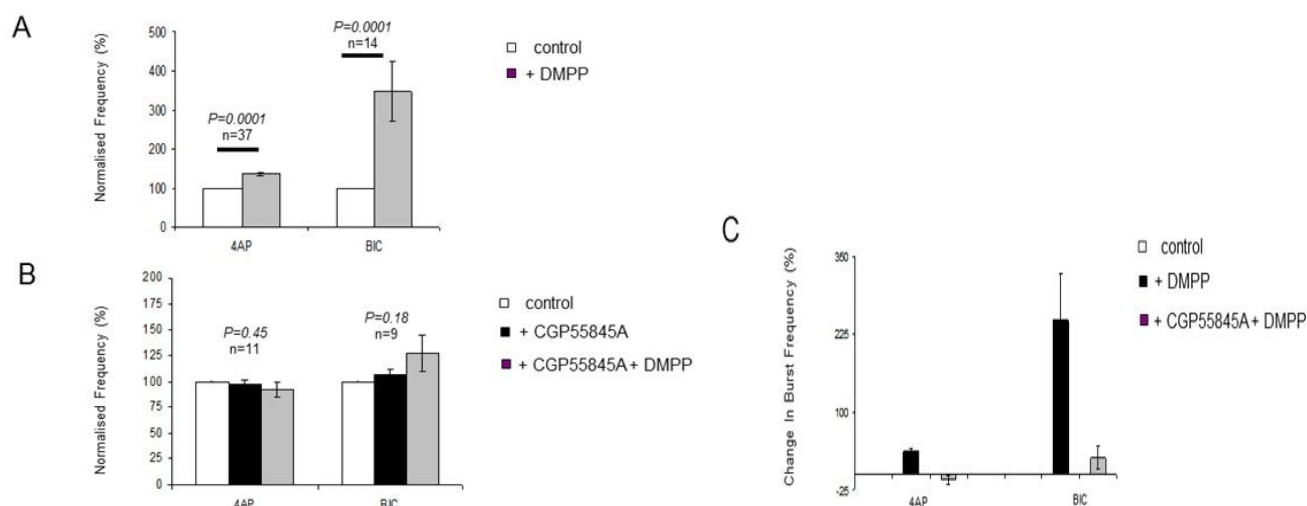 A
Normalised Frequency (%)
500
400
300
200
100
0
P=0.0001
n=37
P=0.0001
n=14
4AP
BIC
control
+ DMPP
B
Normalised Frequency (%)
200
175
150
125
100
75
50
25
0
P=0.45
n=11
P=0.18
n=9
4AP
BIC
control
+ CGP55845A
+ CGP55845A + DMPP
C
Change In Burst Frequency (%)
350
225
100
-25
4AP
BIC
control
+ DMPP
+ CGP55845A + DMPP